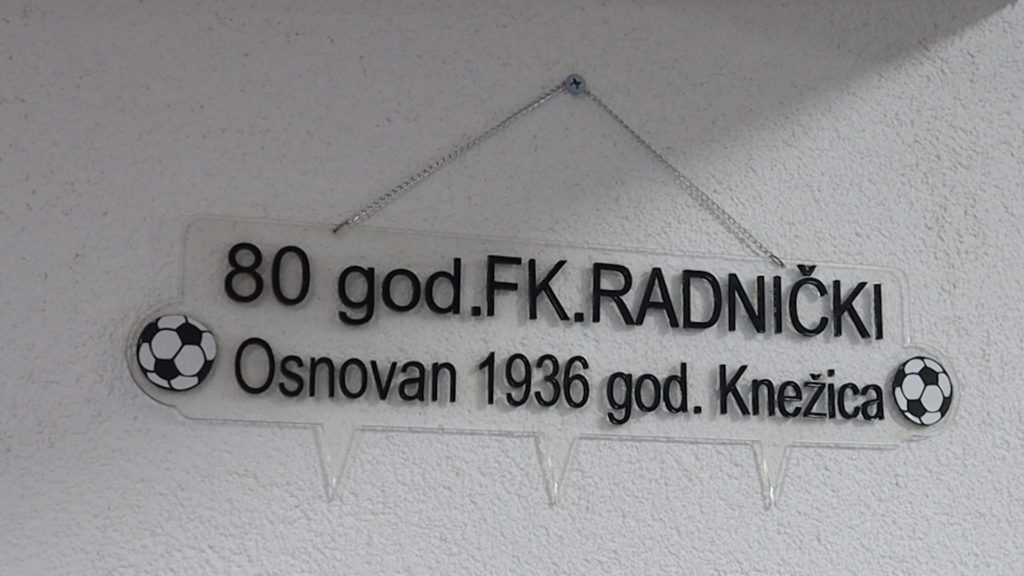 80 god.FK.RADNIČKI
Osnovan 1936 god. Knežica